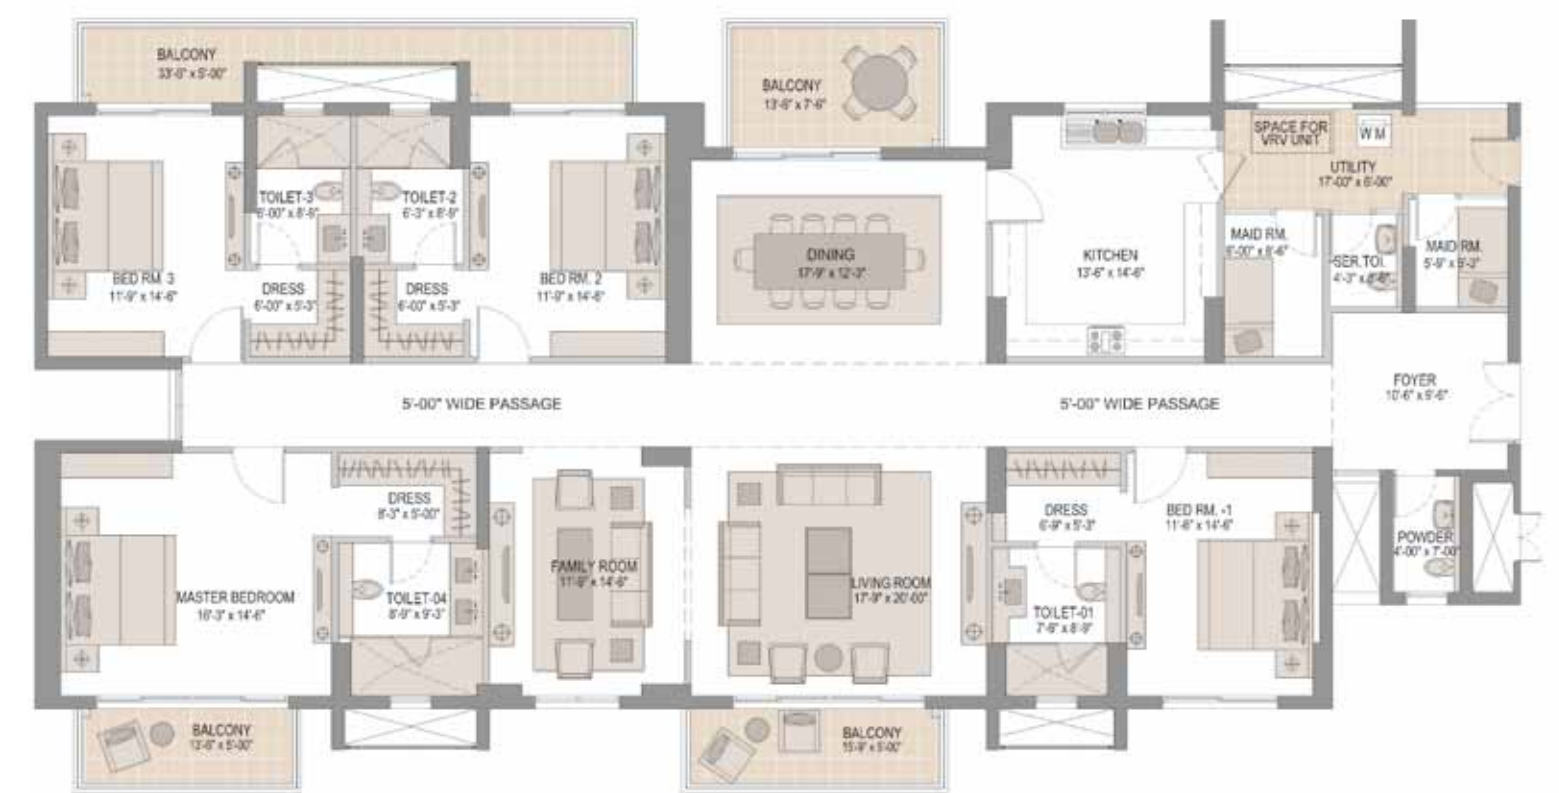 BALCONY
33'-6" x 5'-00"
BALCONY
13'-6" x 7'-6"
SPACE FOR
VRV UNIT
W M
UTILITY
17'-00" x 6'-00"
TOILET-3
6'-00" x 8'-9"
TOILET-2
6'-3" x 8'-9"
BED RM. 3
11'-9" x 14'-6"
DRESS
6'-00" x 5'-3"
DRESS
6'-00" x 5'-3"
BED RM. 2
11'-9" x 14'-6"
DINING
17'-9" x 12'-3"
KITCHEN
13'-6" x 14'-6"
MAID RM.
6'-00" x 8'-6"
SER.TOI.
MAID RM.
FOYER
10'-6" x 9'-6"
5'-00" WIDE PASSAGE
5'-00" WIDE PASSAGE
DRESS
8'-3" x 5'-00"
MASTER BEDROOM
16'-3" x 14'-6"
TOILET-04
8'-9" x 9'-3"
FAMILY ROOM
11'-9" x 14'-6"
LIVING ROOM
17'-9" x 20'-00"
DRESS
6'-9" x 5'-3"
BED RM. -1
11'-6" x 14'-6"
TOILET-01
7'-6" x 8'-9"
POWDER
4'-00" x 7'-00"
BALCONY
13'-6" x 5'-00"
BALCONY
15'-9" x 5'-00"